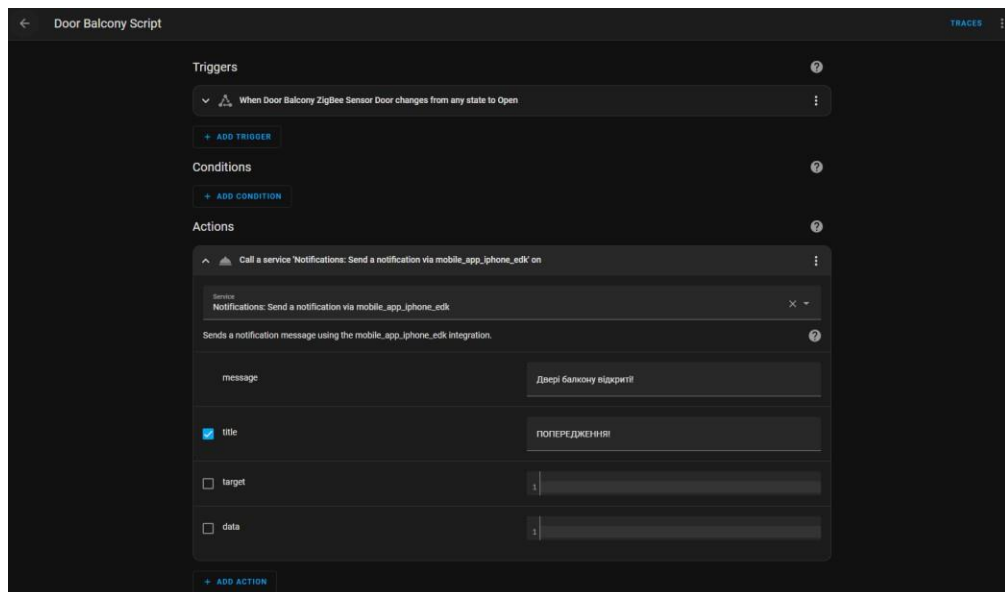 Door Balcony Script
TRACES
Triggers
When Door Balcony ZigBee Sensor Door changes from any state to Open
+ ADD TRIGGER
Conditions
+ ADD CONDITION
Actions
Call a service 'Notifications: Send a notification via mobile_app_iphone_edk' on
Service
Notifications: Send a notification via mobile_app_iphone_edk
Sends a notification message using the mobile_app_iphone_edk integration.
message
Двері балкону відкриті!
title
ПОПЕРЕДЖЕННЯ!
target
1
data
1
+ ADD ACTION